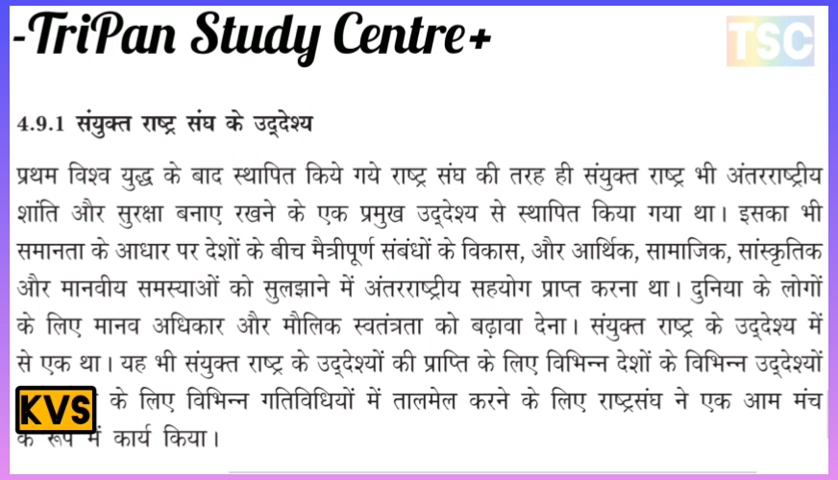 -TriPan Study Centre+
TSC
4.9.1 संयुक्त राष्ट्र संघ के उद्देश्य
प्रथम विश्व युद्ध के बाद स्थापित किये गये राष्ट्र संघ की तरह ही संयुक्त राष्ट्र भी अंतरराष्ट्रीय
शांति और सुरक्षा बनाए रखने के एक प्रमुख उद्देश्य से स्थापित किया गया था। इसका भी
समानता के आधार पर देशों के बीच मैत्रीपूर्ण संबंधों के विकास, और आर्थिक, सामाजिक, सांस्कृतिक
और मानवीय समस्याओं को सुलझाने में अंतरराष्ट्रीय सहयोग प्राप्त करना था। दुनिया के लोगों
के लिए मानव अधिकार और मौलिक स्वतंत्रता को बढ़ावा देना। संयुक्त राष्ट्र के उद्देश्य में
से एक था। यह भी संयुक्त राष्ट्र के उद्देश्यों की प्राप्ति के लिए विभिन्न देशों के विभिन्न उद्देश्यों
KVS के लिए विभिन्न गतिविधियों में तालमेल करने के लिए राष्ट्रसंघ ने एक आम मंच
के रूप में कार्य किया।